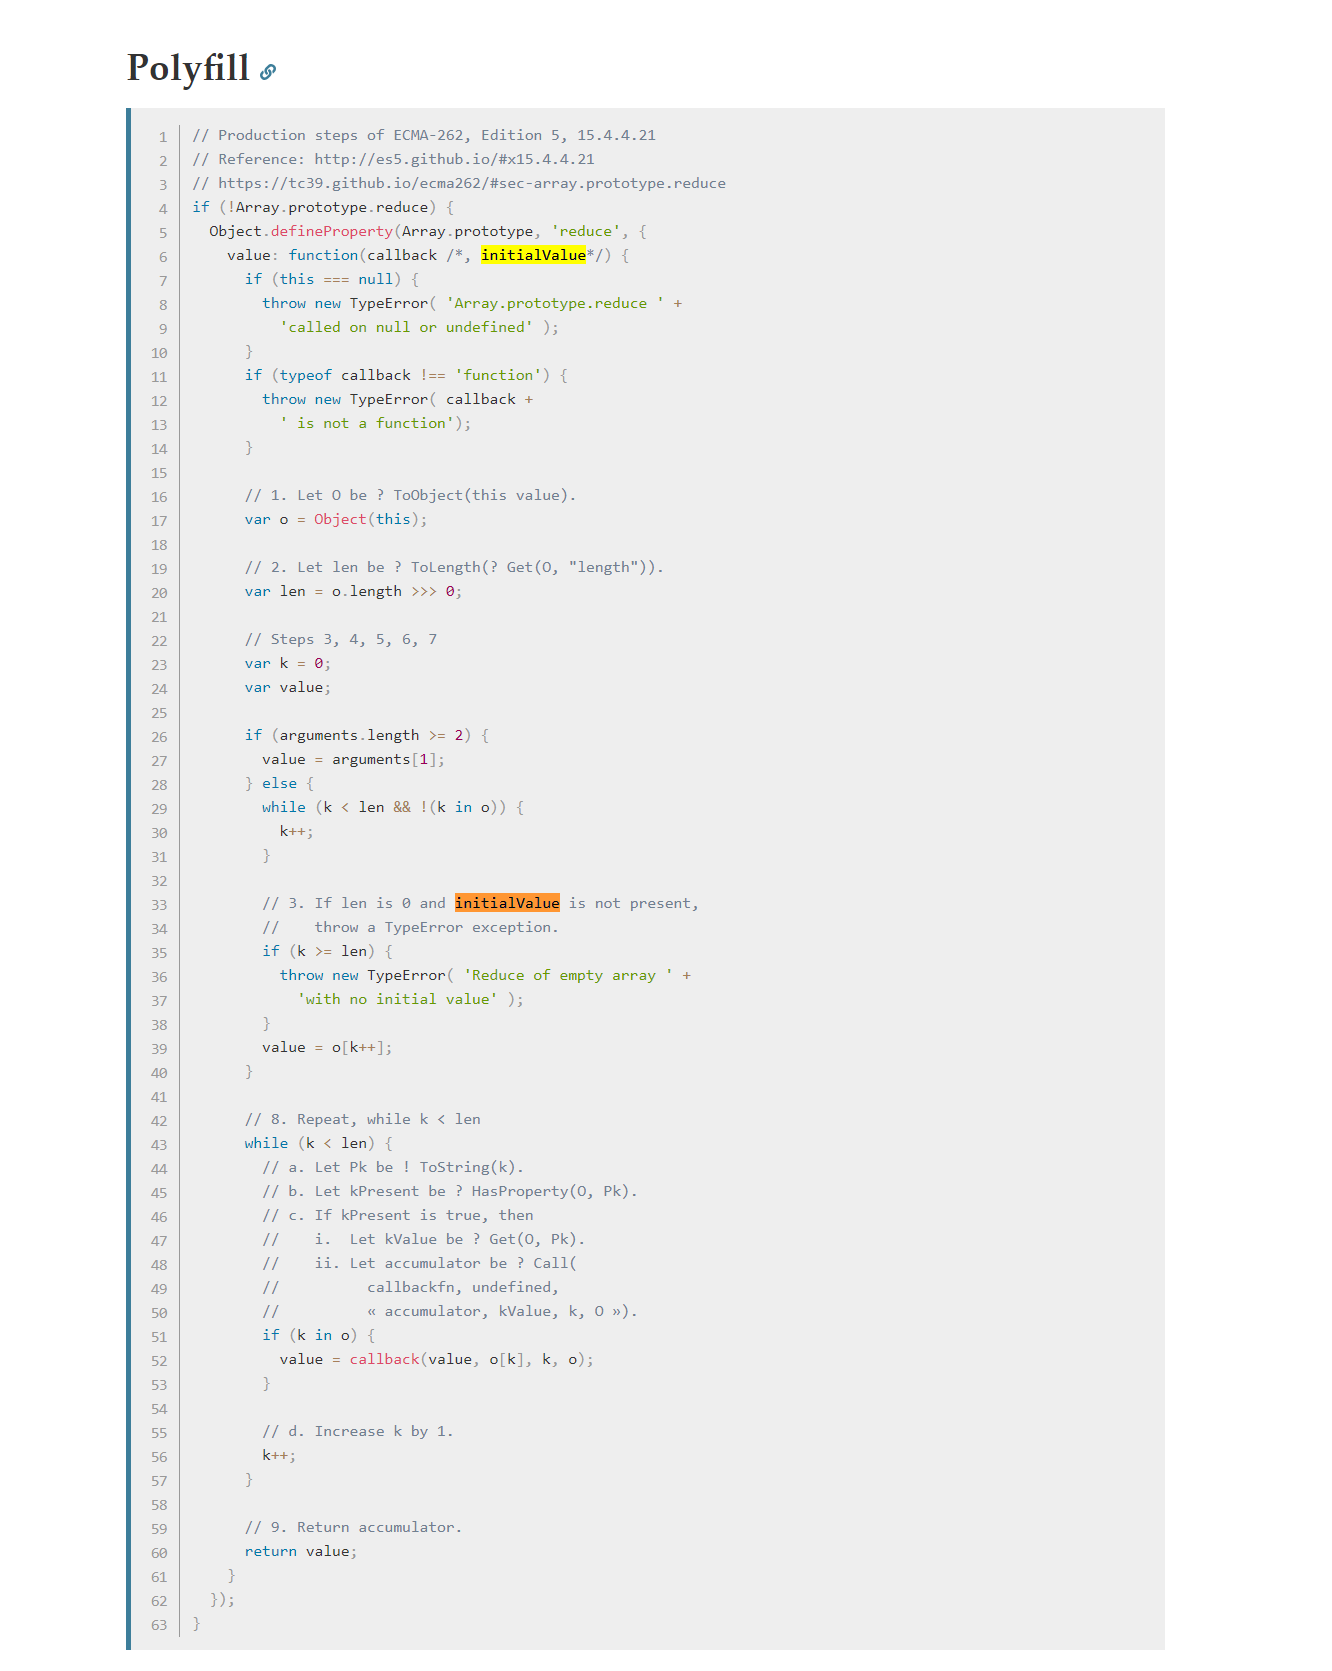 Polyfill
1 // Production steps of ECMA-262, Edition 5, 15.4.4.21
2 // Reference: http://es5.github.io/#x15.4.4.21
3 // https://tc39.github.io/ecma262/#sec-array.prototype.reduce
4 if (!Array.prototype.reduce) {
5   Object.defineProperty(Array.prototype, 'reduce', {
6     value: function(callback /*, initialValue*/) {
7       if (this === null) {
8         throw new TypeError( 'Array.prototype.reduce ' +
9           'called on null or undefined' );
10       }
11       if (typeof callback !== 'function') {
12         throw new TypeError( callback +
13           ' is not a function');
14       }
15
16       // 1. Let O be ? ToObject(this value).
17       var o = Object(this);
18
19       // 2. Let len be ? ToLength(? Get(O, "length")).
20       var len = o.length >>> 0;
21
22       // Steps 3, 4, 5, 6, 7
23       var k = 0;
24       var value;
25
26       if (arguments.length >= 2) {
27         value = arguments[1];
28       } else {
29         while (k < len && !(k in o)) {
30           k++;
31         }
32
33         // 3. If len is 0 and initialValue is not present,
34         //    throw a TypeError exception.
35         if (k >= len) {
36           throw new TypeError( 'Reduce of empty array ' +
37             'with no initial value' );
38         }
39         value = o[k++];
40       }
41
42       // 8. Repeat, while k < len
43       while (k < len) {
44         // a. Let Pk be ! ToString(k).
45         // b. Let kPresent be ? HasProperty(O, Pk).
46         // c. If kPresent is true, then
47         //    i.  Let kValue be ? Get(O, Pk).
48         //    ii. Let accumulator be ? Call(
49         //          callbackfn, undefined,
50         //          « accumulator, kValue, k, O »).
51         if (k in o) {
52           value = callback(value, o[k], k, o);
53         }
54
55         // d. Increase k by 1.
56         k++;
57       }
58
59       // 9. Return accumulator.
60       return value;
61     }
62   });
63 }